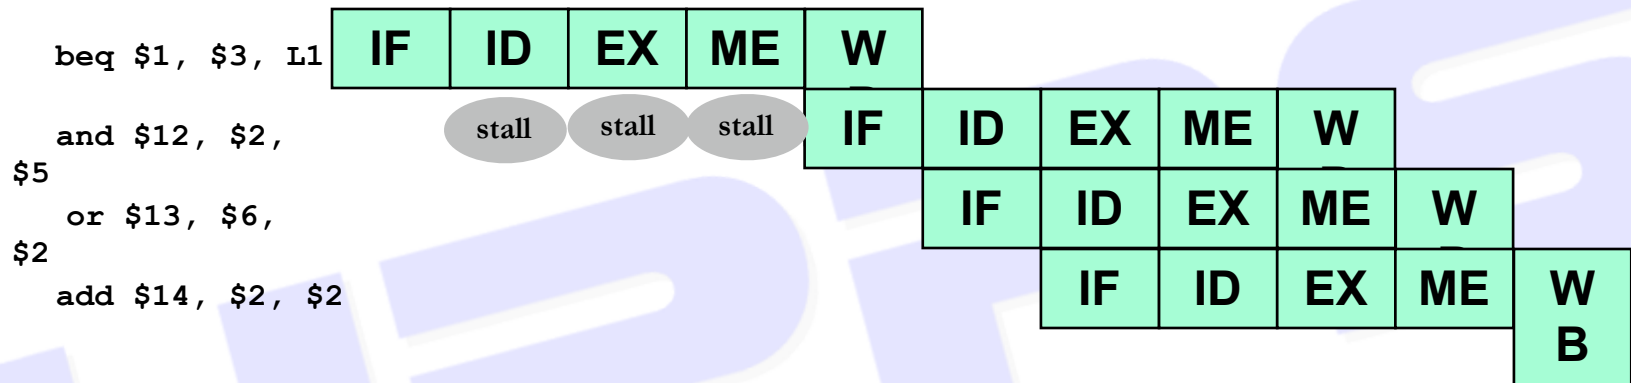 beq $1, $3, L1 IF ID EX ME W
stall stall stall IF ID EX ME W
and $12, $2,
$5
or $13, $6, IF ID EX ME W
$2
add $14, $2, $2 IF ID EX ME W
B